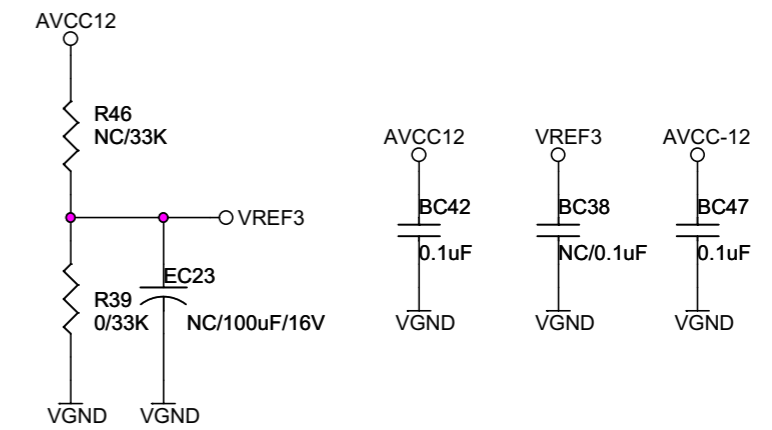 AVCC12
R46
NC/33K
VREF3
EC23
R39
0/33K
NC/100uF/16V
VGND
VGND
AVCC12
BC42
0.1uF
VGND
VREF3
BC38
NC/0.1uF
VGND
AVCC-12
BC47
0.1uF
VGND